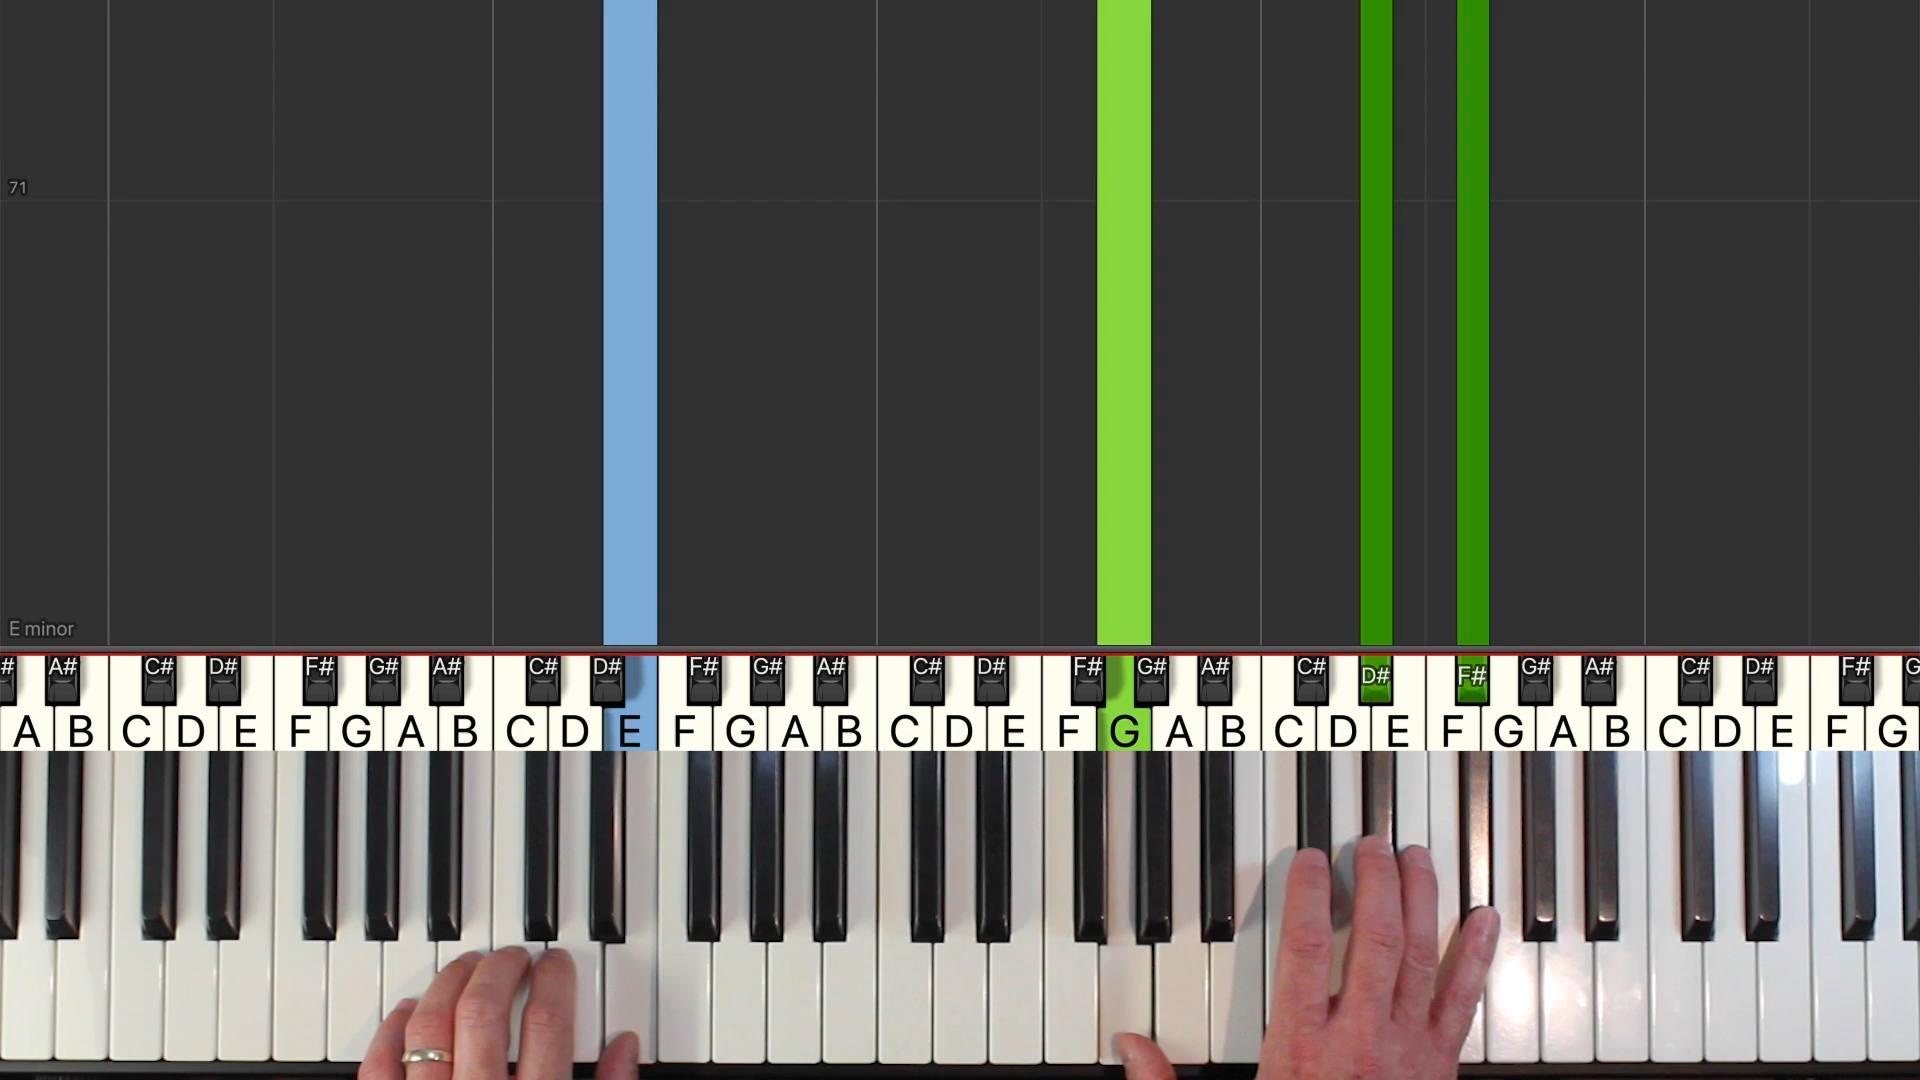 71
E minor
# A# C# D# F# G# A# C# D# F# G# A# C# D# F# G# A# C# D# F# G# A# C# D# F# G
A B C D E F G A B C D E F G A B C D E F G A B C D E F G A B C D E F G